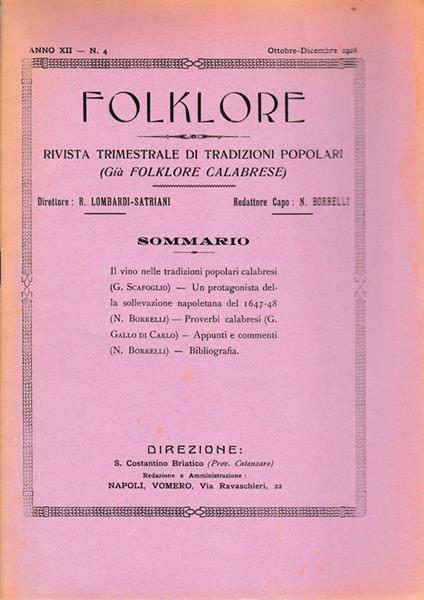 ANNO XII — N. 4 Ottobre-Dicembre
FOLKLORE
RIVISTA TRIMESTRALE DI TRADIZIONI POPOLARI
(Già FOLKLORE CALABRESE)
Direttore : R. LOMBARDI-SATRIANI Redattore Capo : N. BORRELLI
SOMMARIO
Il vino nelle tradizioni popolari calabresi
(G. SCAFOGLIO) — Un protagonista del-
la sollevazione napoletana del 1647-48
(N. BORRELLI) — Proverbi calabresi (G.
GALLO DI CARLO) — Appunti e commenti
(N. BORRELLI) — Bibliografia.
DIREZIONE:
S. Costantino Briatico (Prov. Catanzaro)
Redazione e Amministrazione :
NAPOLI, VOMERO, Via Ravaschieri, 22